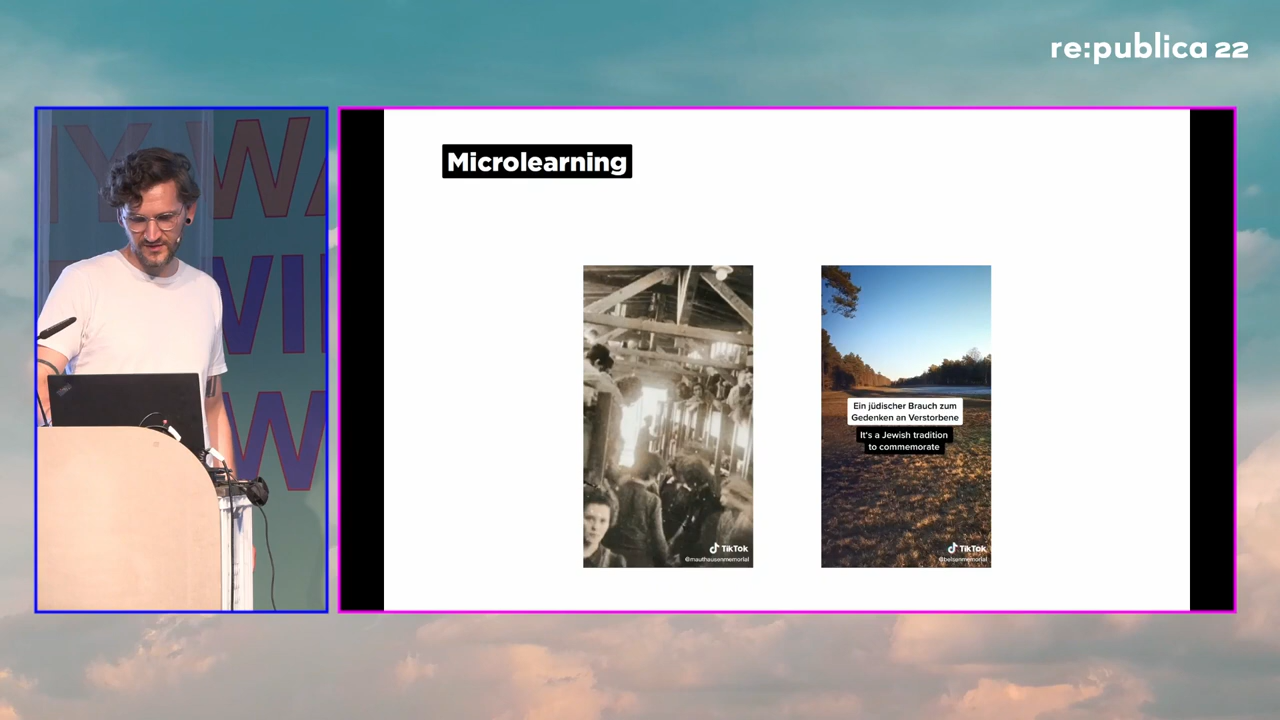 re:publica 22
Microlearning
Ein jüdischer Brauch zum
Gedenken an Verstorbene
It's a Jewish tradition
to commemorate
TikTok
@mauthausenmemorial
TikTok
@belsenmemorial